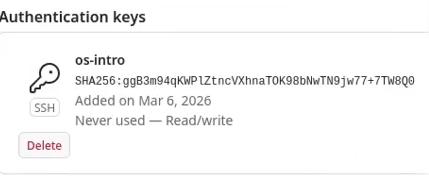 Authentication keys
os-intro
SHA256:ggB3m94qKWPlZtncVXhnaTOK98bNwTN9jw77+7TW8Q0
Added on Mar 6, 2026
SSH
Never used — Read/write
Delete